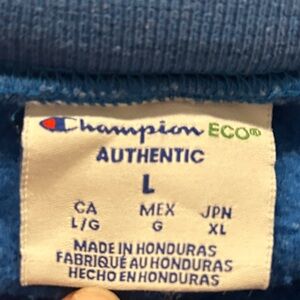 Champion ECO®
AUTHENTIC
L
CA MEX JPN
L/G G XL
MADE IN HONDURAS
FABRIQUÉ AU HONDURAS
HECHO EN HONDURAS